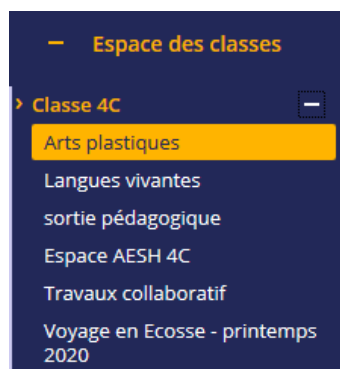 Espace des classes
Classe 4C
Arts plastiques
Langues vivantes
sortie pédagogique
Espace AESH 4C
Travaux collaboratif
Voyage en Ecosse - printemps
2020